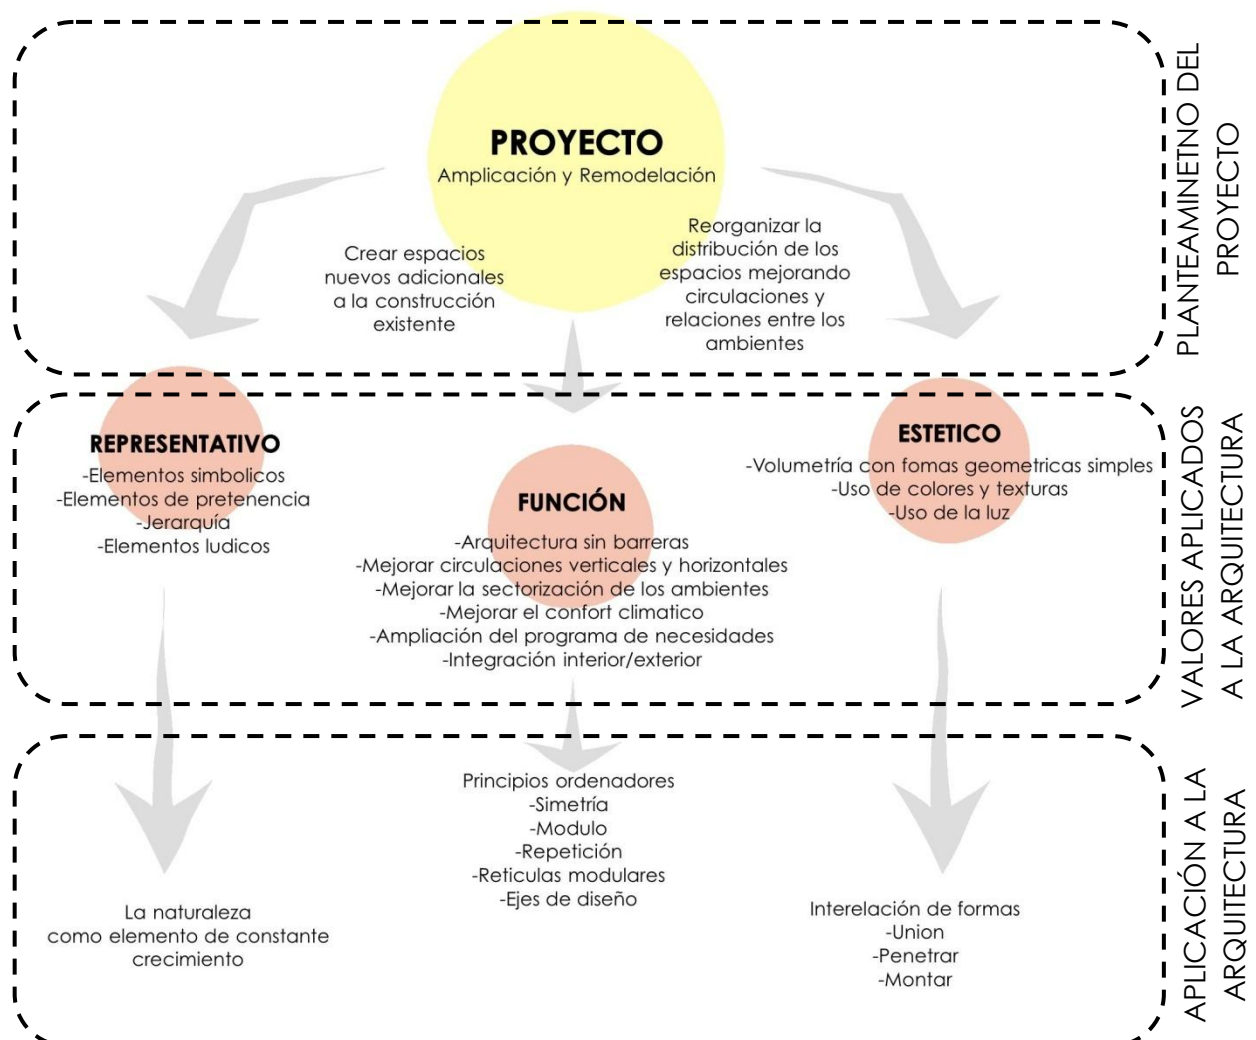 PROYECTO
Amplicación y Remodelación
Crear espacios
nuevos adicionales
a la construcción
existente
Reorganizar la
distribución de los
espacios mejorando
circulaciones y
relaciones entre los
ambientes
PLANTEAMINETNO DEL
PROYECTO
REPRESENTATIVO
-Elementos simbolicos
-Elementos de pretenencia
-Jerarquía
-Elementos ludicos
FUNCIÓN
-Arquitectura sin barreras
-Mejorar circulaciones verticales y horizontales
-Mejorar la sectorización de los ambientes
-Mejorar el confort climatico
-Ampliación del programa de necesidades
-Integración interior/exterior
ESTETICO
-Volumetría con fomas geometricas simples
-Uso de colores y texturas
-Uso de la luz
VALORES APLICADOS
A LA ARQUITECTURA
La naturaleza
como elemento de constante
crecimiento
Principios ordenadores
-Simetría
-Modulo
-Repetición
-Reticulas modulares
-Ejes de diseño
Interelación de formas
-Union
-Penetrar
-Montar
APLICACIÓN A LA
ARQUITECTURA